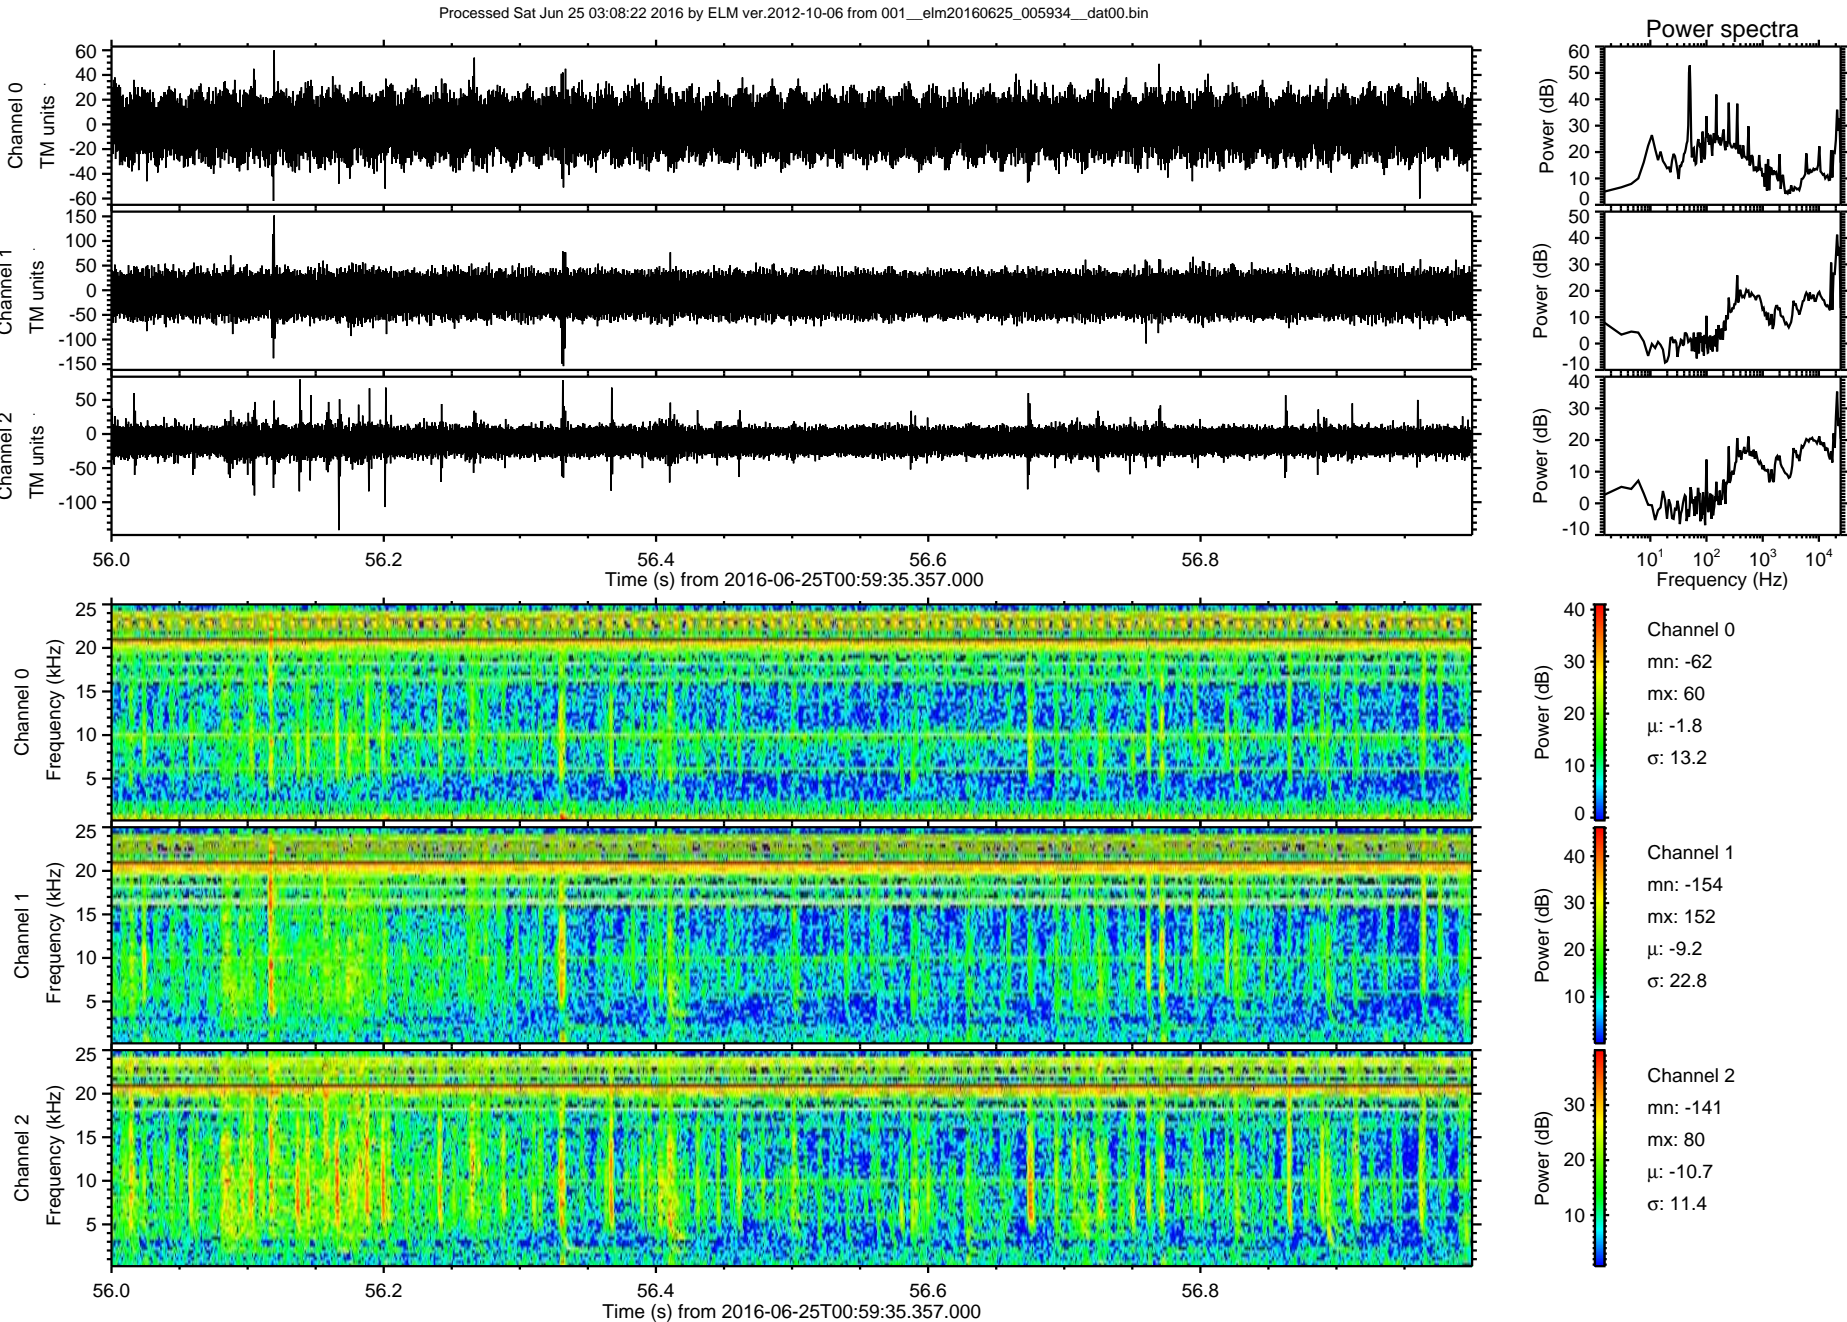 Processed Sat Jun 25 03:08:22 2016 by ELM ver.2012-10-06 from 001__elm20160625_005934__dat00.bin
Power spectra
Channel 0
TM units
60
40
20
0
-20
-40
-60
Power (dB)
60
50
40
30
20
10
0
Channel 1
TM units
150
100
50
0
-50
-100
-150
Power (dB)
50
40
30
20
10
0
-10
Channel 2
TM units
50
0
-50
-100
Power (dB)
40
30
20
10
0
-10
56.0 56.2 56.4 56.6 56.8
Time (s) from 2016-06-25T00:59:35.357.000
10¹ 10² 10³ 10⁴
Frequency (Hz)
Channel 0
Frequency (kHz)
25
20
15
10
5
Power (dB)
40
30
20
10
0
Channel 0
mn: -62
mx: 60
μ: -1.8
σ: 13.2
Channel 1
Frequency (kHz)
25
20
15
10
5
Power (dB)
40
30
20
10
Channel 1
mn: -154
mx: 152
μ: -9.2
σ: 22.8
Channel 2
Frequency (kHz)
25
20
15
10
5
Power (dB)
30
20
10
Channel 2
mn: -141
mx: 80
μ: -10.7
σ: 11.4
56.0 56.2 56.4 56.6 56.8
Time (s) from 2016-06-25T00:59:35.357.000